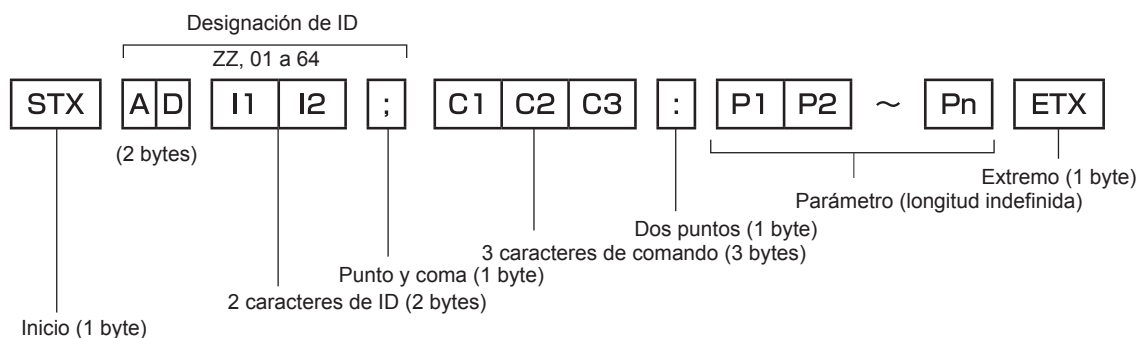 Designación de ID
ZZ, 01 a 64
STX A D I1 I2 ; C1 C2 C3 : P1 P2 ～ Pn ETX
(2 bytes)
Extremo (1 byte)
Parámetro (longitud indefinida)
Dos puntos (1 byte)
3 caracteres de comando (3 bytes)
Punto y coma (1 byte)
2 caracteres de ID (2 bytes)
Inicio (1 byte)